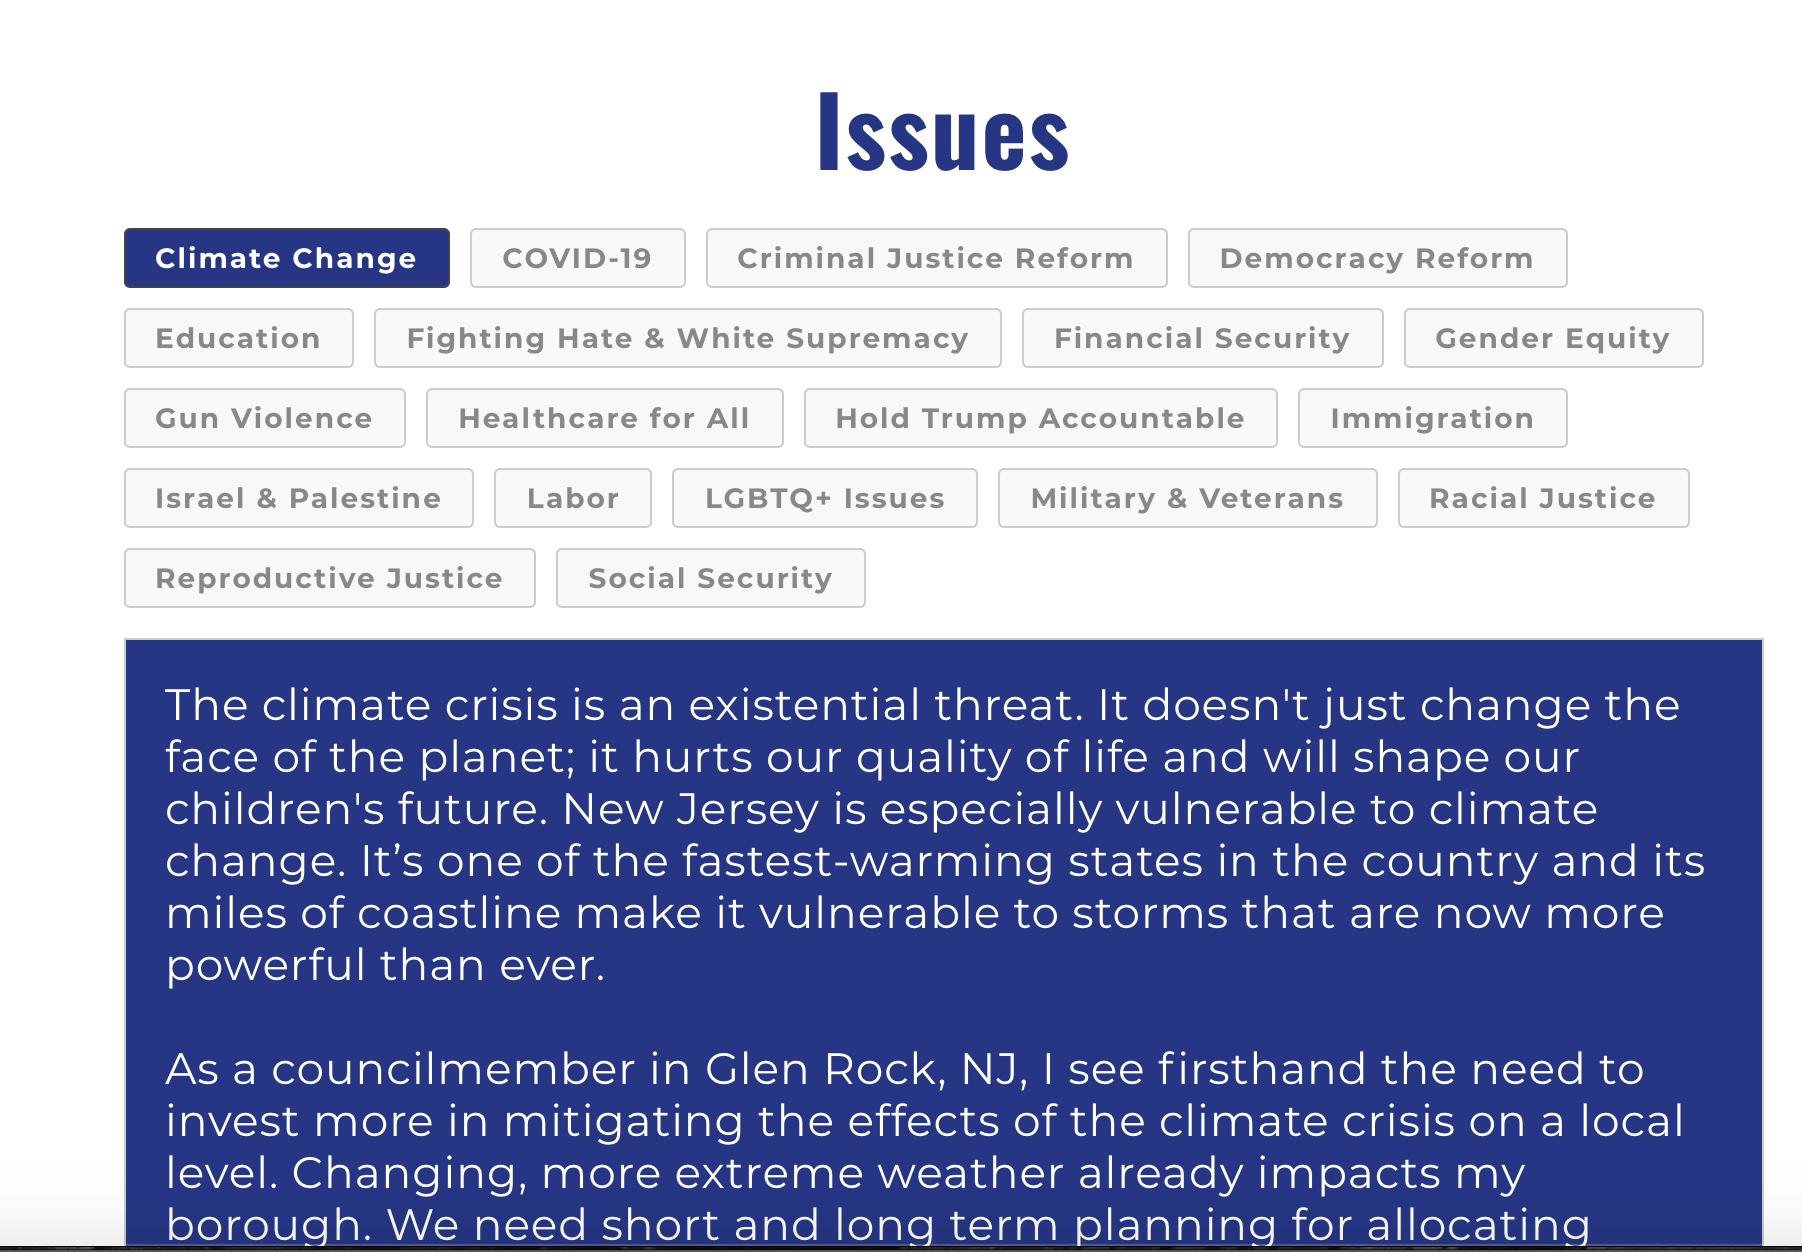 Issues
Climate Change COVID-19 Criminal Justice Reform Democracy Reform
Education Fighting Hate & White Supremacy Financial Security Gender Equity
Gun Violence Healthcare for All Hold Trump Accountable Immigration
Israel & Palestine Labor LGBTQ+ Issues Military & Veterans Racial Justice
Reproductive Justice Social Security
The climate crisis is an existential threat. It doesn't just change the
face of the planet; it hurts our quality of life and will shape our
children's future. New Jersey is especially vulnerable to climate
change. It’s one of the fastest-warming states in the country and its
miles of coastline make it vulnerable to storms that are now more
powerful than ever.
As a councilmember in Glen Rock, NJ, I see firsthand the need to
invest more in mitigating the effects of the climate crisis on a local
level. Changing, more extreme weather already impacts my
borough. We need short and long term planning for allocating